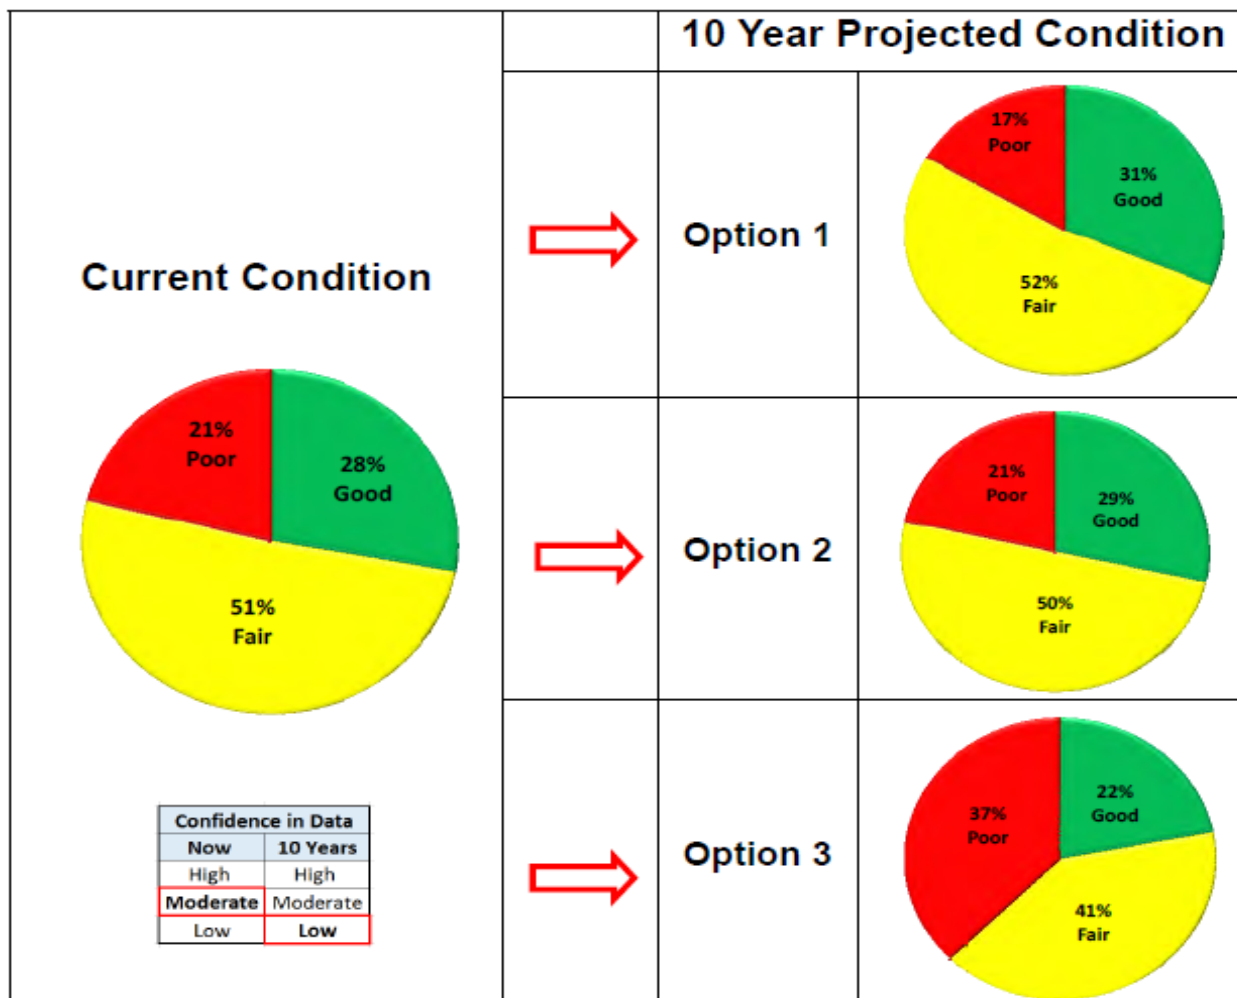 10 Year Projected Condition
Current Condition
21%
Poor
28%
Good
51%
Fair
Confidence in Data
Now 10 Years
High High
Moderate Moderate
Low Low
Option 1
17%
Poor
31%
Good
52%
Fair
Option 2
21%
Poor
29%
Good
50%
Fair
Option 3
37%
Poor
22%
Good
41%
Fair